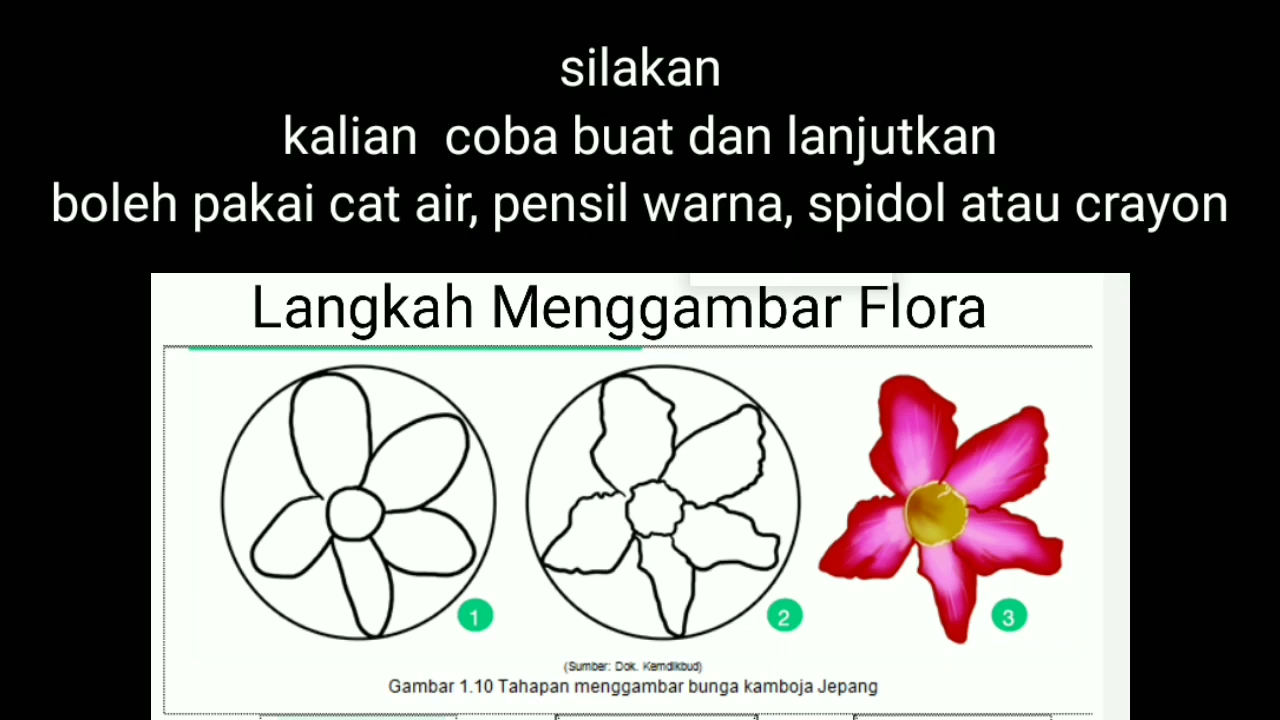 silakan
kalian coba buat dan lanjutkan
boleh pakai cat air, pensil warna, spidol atau crayon
Langkah Menggambar Flora
1
2
3
(Sumber: Dok. Kemdikbud)
Gambar 1.10 Tahapan menggambar bunga kamboja Jepang